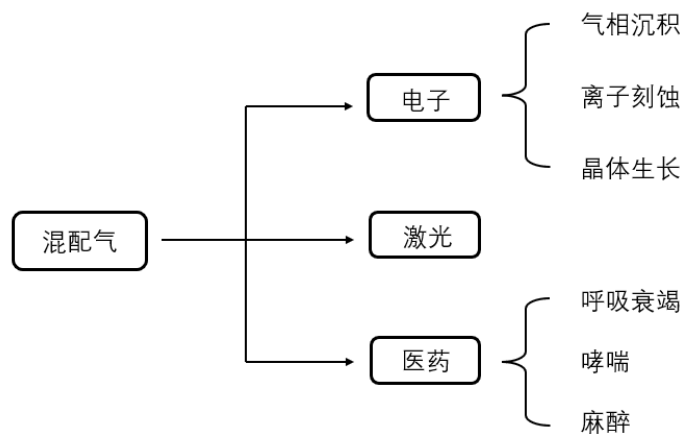 混配气
电子
气相沉积
离子刻蚀
晶体生长
激光
医药
呼吸衰竭
哮喘
麻醉